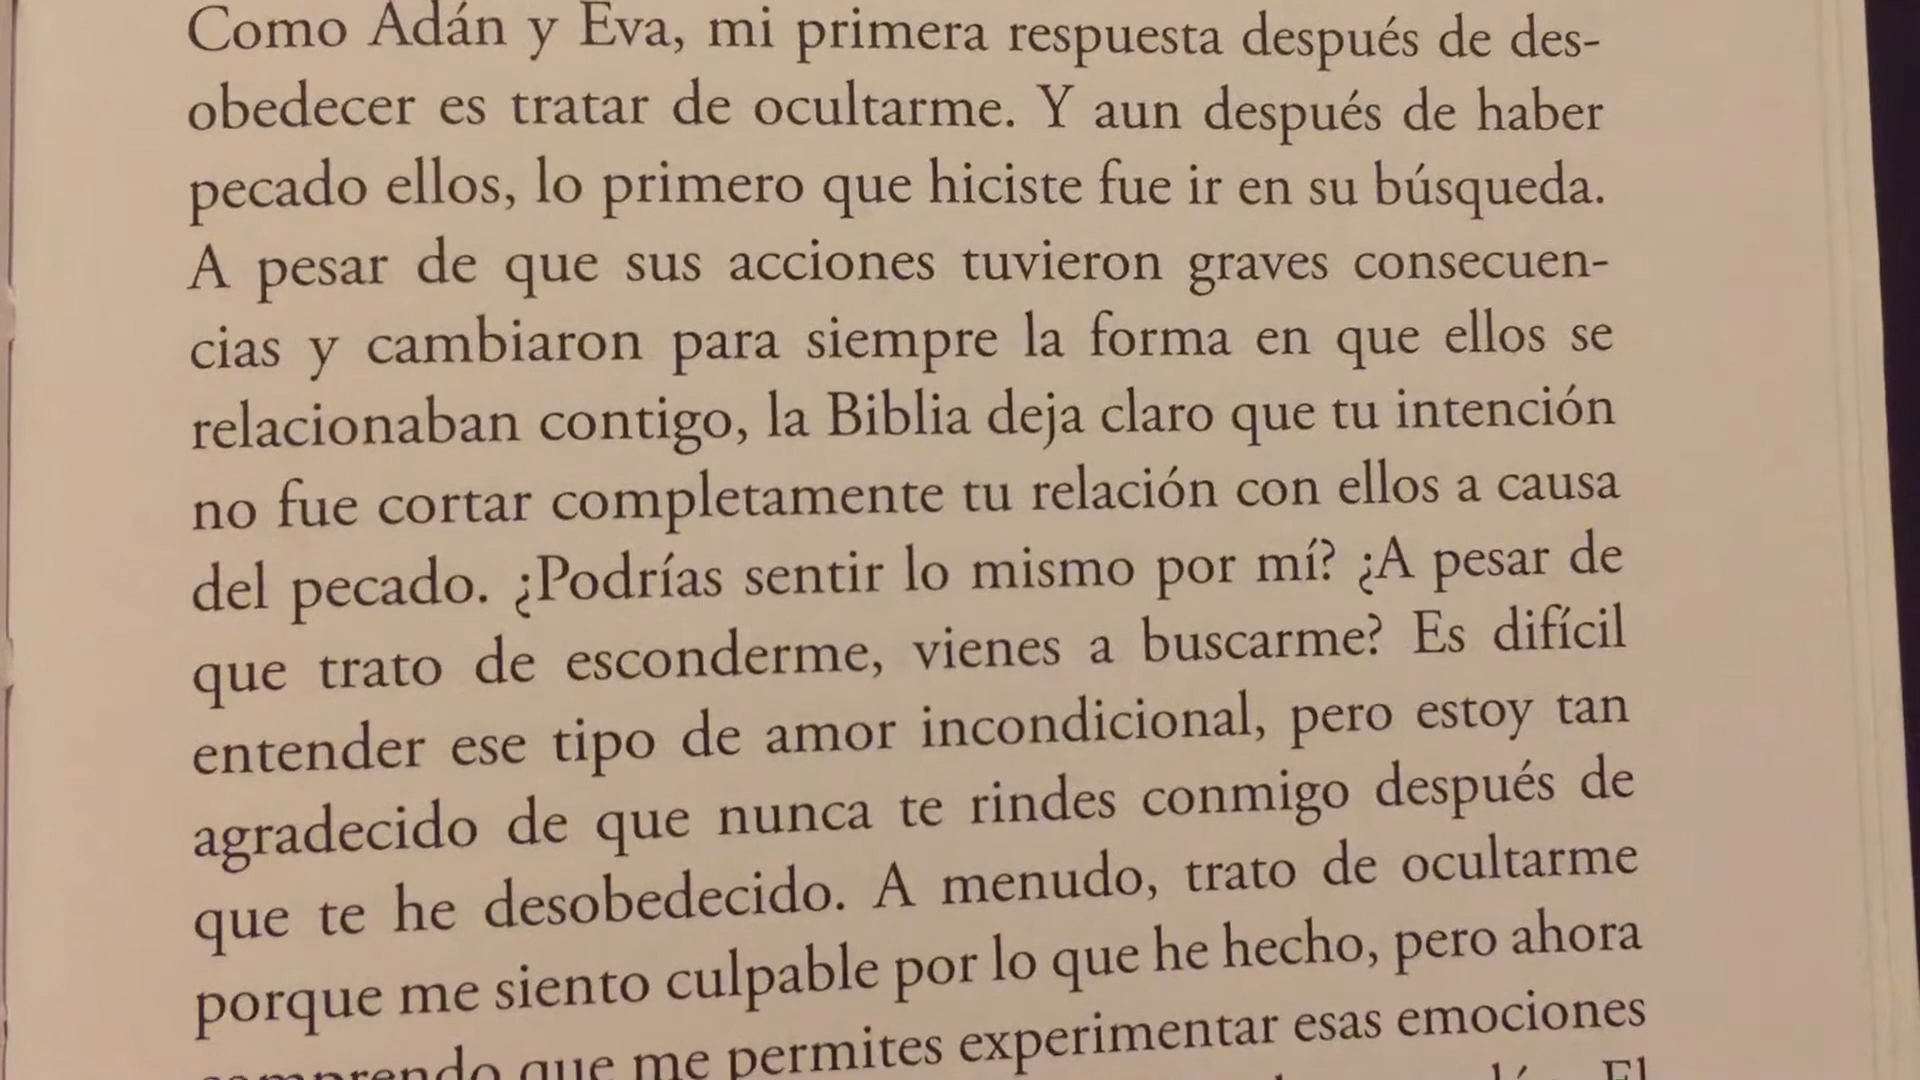 Como Adán y Eva, mi primera respuesta después de des-
obedecer es tratar de ocultarme. Y aun después de haber
pecado ellos, lo primero que hiciste fue ir en su búsqueda.
A pesar de que sus acciones tuvieron graves consecuen-
cias y cambiaron para siempre la forma en que ellos se
relacionaban contigo, la Biblia deja claro que tu intención
no fue cortar completamente tu relación con ellos a causa
del pecado. ¿Podrías sentir lo mismo por mí? ¿A pesar de
que trato de esconderme, vienes a buscarme? Es difícil
entender ese tipo de amor incondicional, pero estoy tan
agradecido de que nunca te rindes conmigo después de
que te he desobedecido. A menudo, trato de ocultarme
porque me siento culpable por lo que he hecho, pero ahora
comprendo que me permites experimentar esas emociones
El